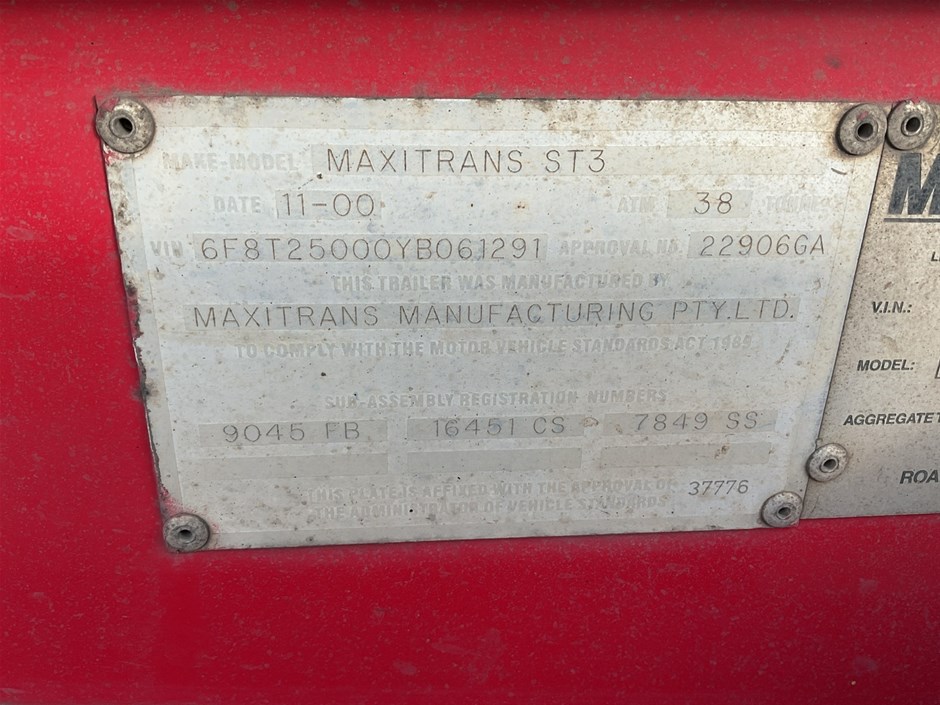 MAKE-MODEL MAXITRANS ST3
DATE 11-00 ATM 38 TONNES
VIN 6F8T25000YB061291 APPROVAL NO. 22906GA
THIS TRAILER WAS MANUFACTURED BY
MAXITRANS MANUFACTURING PTY.LTD.
TO COMPLY WITH THE MOTOR VEHICLE STANDARDS ACT 1989
SUB-ASSEMBLY REGISTRATION NUMBERS
9045 FB 16451 CS 7849 SS
THIS PLATE IS AFFIXED WITH THE APPROVAL OF 37776
THE ADMINISTRATOR OF VEHICLE STANDARDS
M
V.I.N.:
MODEL:
AGGREGATE T
ROA